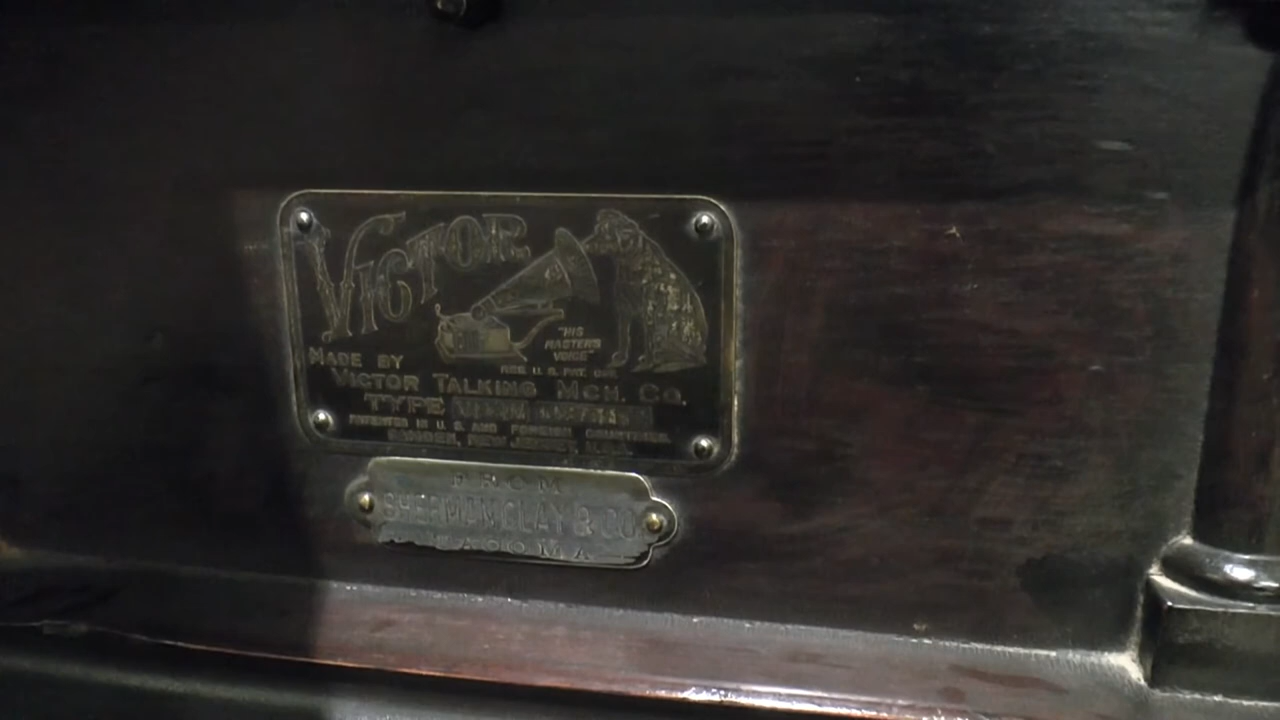 VICTOR
"HIS
MASTER'S
VOICE"
REG. U. S. PAT. OFF.
MADE BY
VICTOR TALKING MCH. CO.
TYPE
PATENTED IN U. S. AND FOREIGN COUNTRIES
CAMDEN, NEW JERSEY, U.S.A.
FROM
SHERMAN CLAY & CO
TACOMA